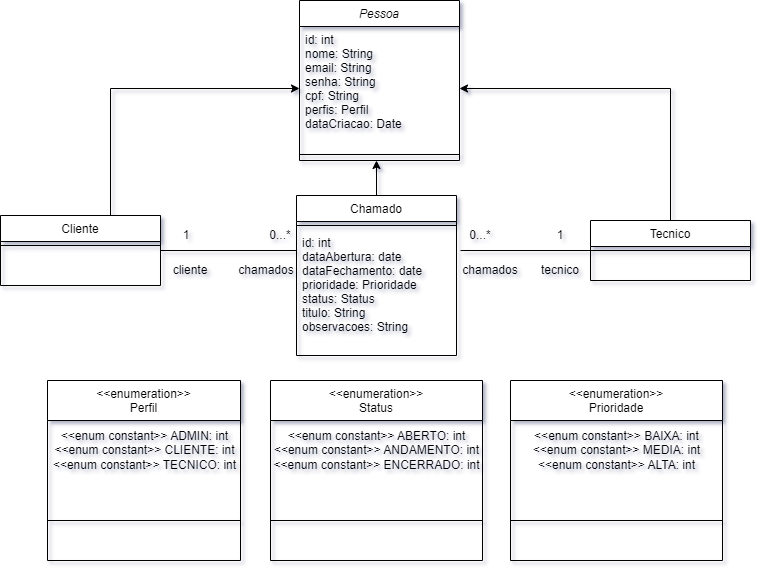 Pessoa
id: int
nome: String
email: String
senha: String
cpf: String
perfis: Perfil
dataCriacao: Date
Cliente
1
0...*
cliente
chamados
Chamado
id: int
dataAbertura: date
dataFechamento: date
prioridade: Prioridade
status: Status
titulo: String
observacoes: String
0...*
1
chamados
tecnico
Tecnico
<<enumeration>>
Perfil
<<enum constant>> ADMIN: int
<<enum constant>> CLIENTE: int
<<enum constant>> TECNICO: int
<<enumeration>>
Status
<<enum constant>> ABERTO: int
<<enum constant>> ANDAMENTO: int
<<enum constant>> ENCERRADO: int
<<enumeration>>
Prioridade
<<enum constant>> BAIXA: int
<<enum constant>> MEDIA: int
<<enum constant>> ALTA: int